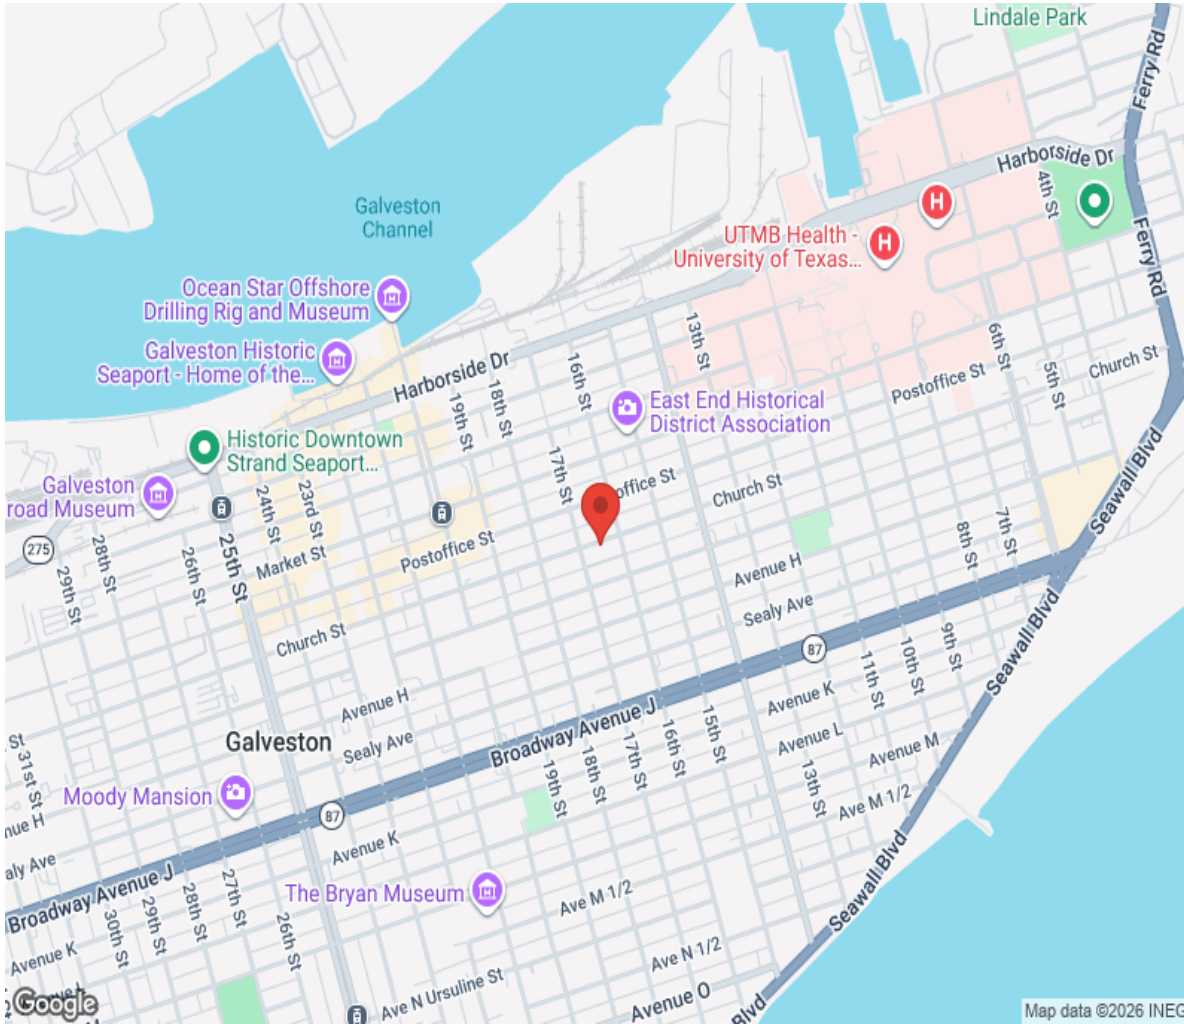 Lindale Park
Ferry Rd
Harborside Dr
4th St
Galveston
Channel
UTMB Health -
University of Texas...
Ferry Rd
Ocean Star Offshore
Drilling Rig and Museum
Galveston Historic
Seaport - Home of the...
Harborside Dr
13th St
6th St
5th St
Church St
Postoffice St
16th St
18th St
19th St
East End Historical
District Association
Historic Downtown
Strand Seaport...
17th St
Galveston
road Museum
Seawall Blvd
office St
Church St
24th St
23rd St
25th St
275
28th St
29th St
26th St
Market St
Postoffice St
7th St
8th St
Avenue H
Sealy Ave
Church St
87
9th St
10th St
11th St
Seawall Blvd
Avenue H
Sealy Ave
Avenue K
Broadway Avenue J
15th St
16th St
17th St
18th St
19th St
Avenue L
Avenue M
13th St
Ave M 1/2
St
31st St
Galveston
Moody Mansion
nue H
87
Avenue K
aly Ave
Broadway Avenue J
The Bryan Museum
Ave M 1/2
Seawall Blvd
27th St
28th St
29th St
30th St
26th St
Avenue K
Ave N 1/2
Ave N Ursuline St
Avenue O
Blvd
Google
Map data ©2026 INEG